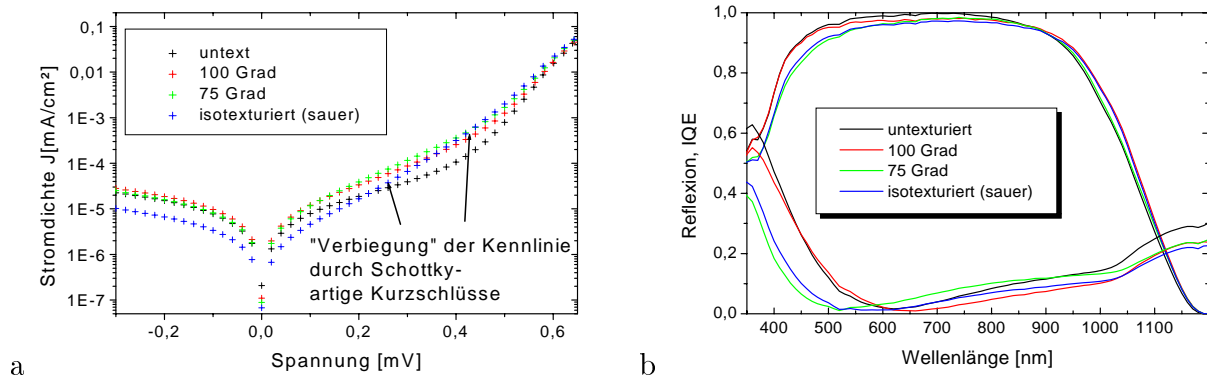 Stromdichte J[mA/cm²]
0,1
0,01
1E-3
1E-4
1E-5
1E-6
1E-7
untext
100 Grad
75 Grad
isotexturiert (sauer)
"Verbiegung" der Kennlinie
durch Schottky-
artige Kurzschlüsse
-0,2 0,0 0,2 0,4 0,6
Spannung [mV]
a
Reflexion, IQE
1,0
0,8
0,6
0,4
0,2
0,0
untexturiert
100 Grad
75 Grad
isotexturiert (sauer)
400 500 600 700 800 900 1000 1100
Wellenlänge [nm]
b